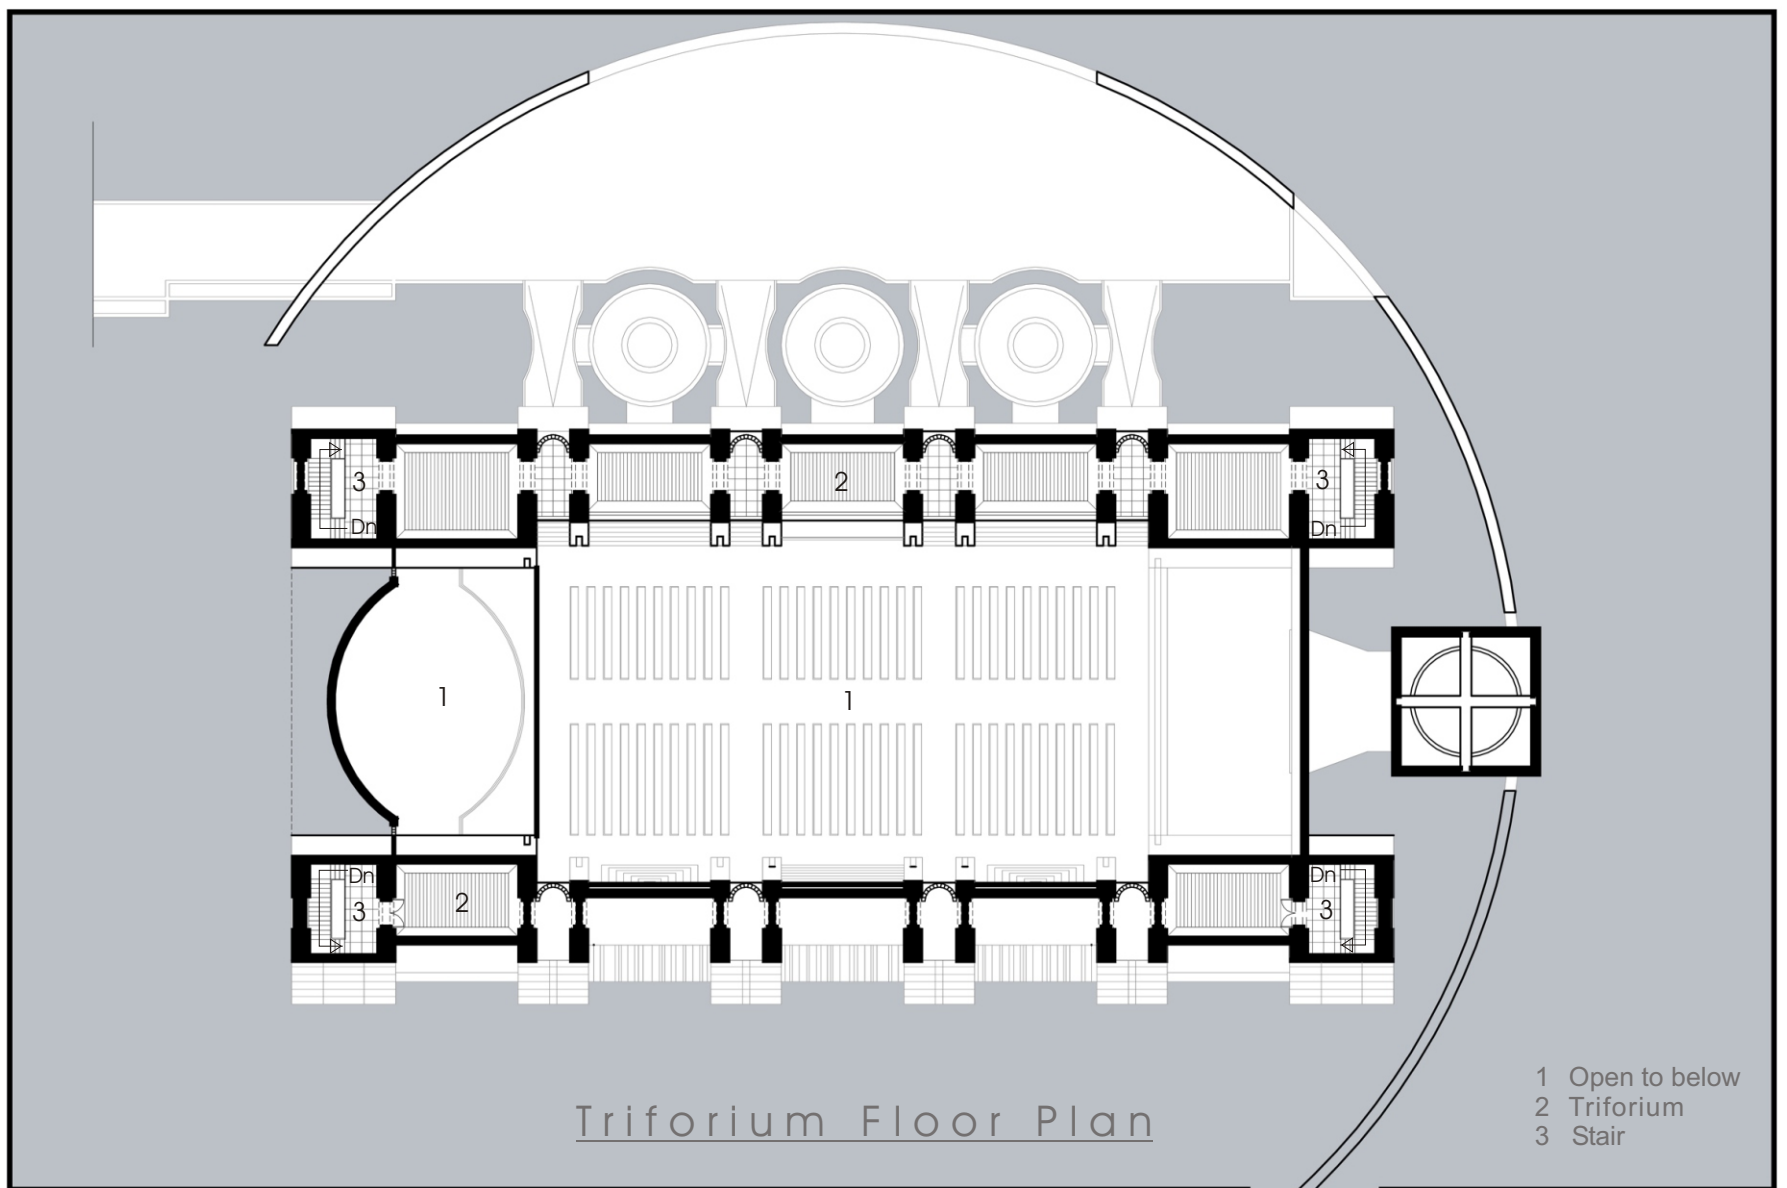 3
2
3
Dn
Dn
1
1
Dn
Dn
3
2
3
Triforium Floor Plan
1 Open to below
2 Triforium
3 Stair